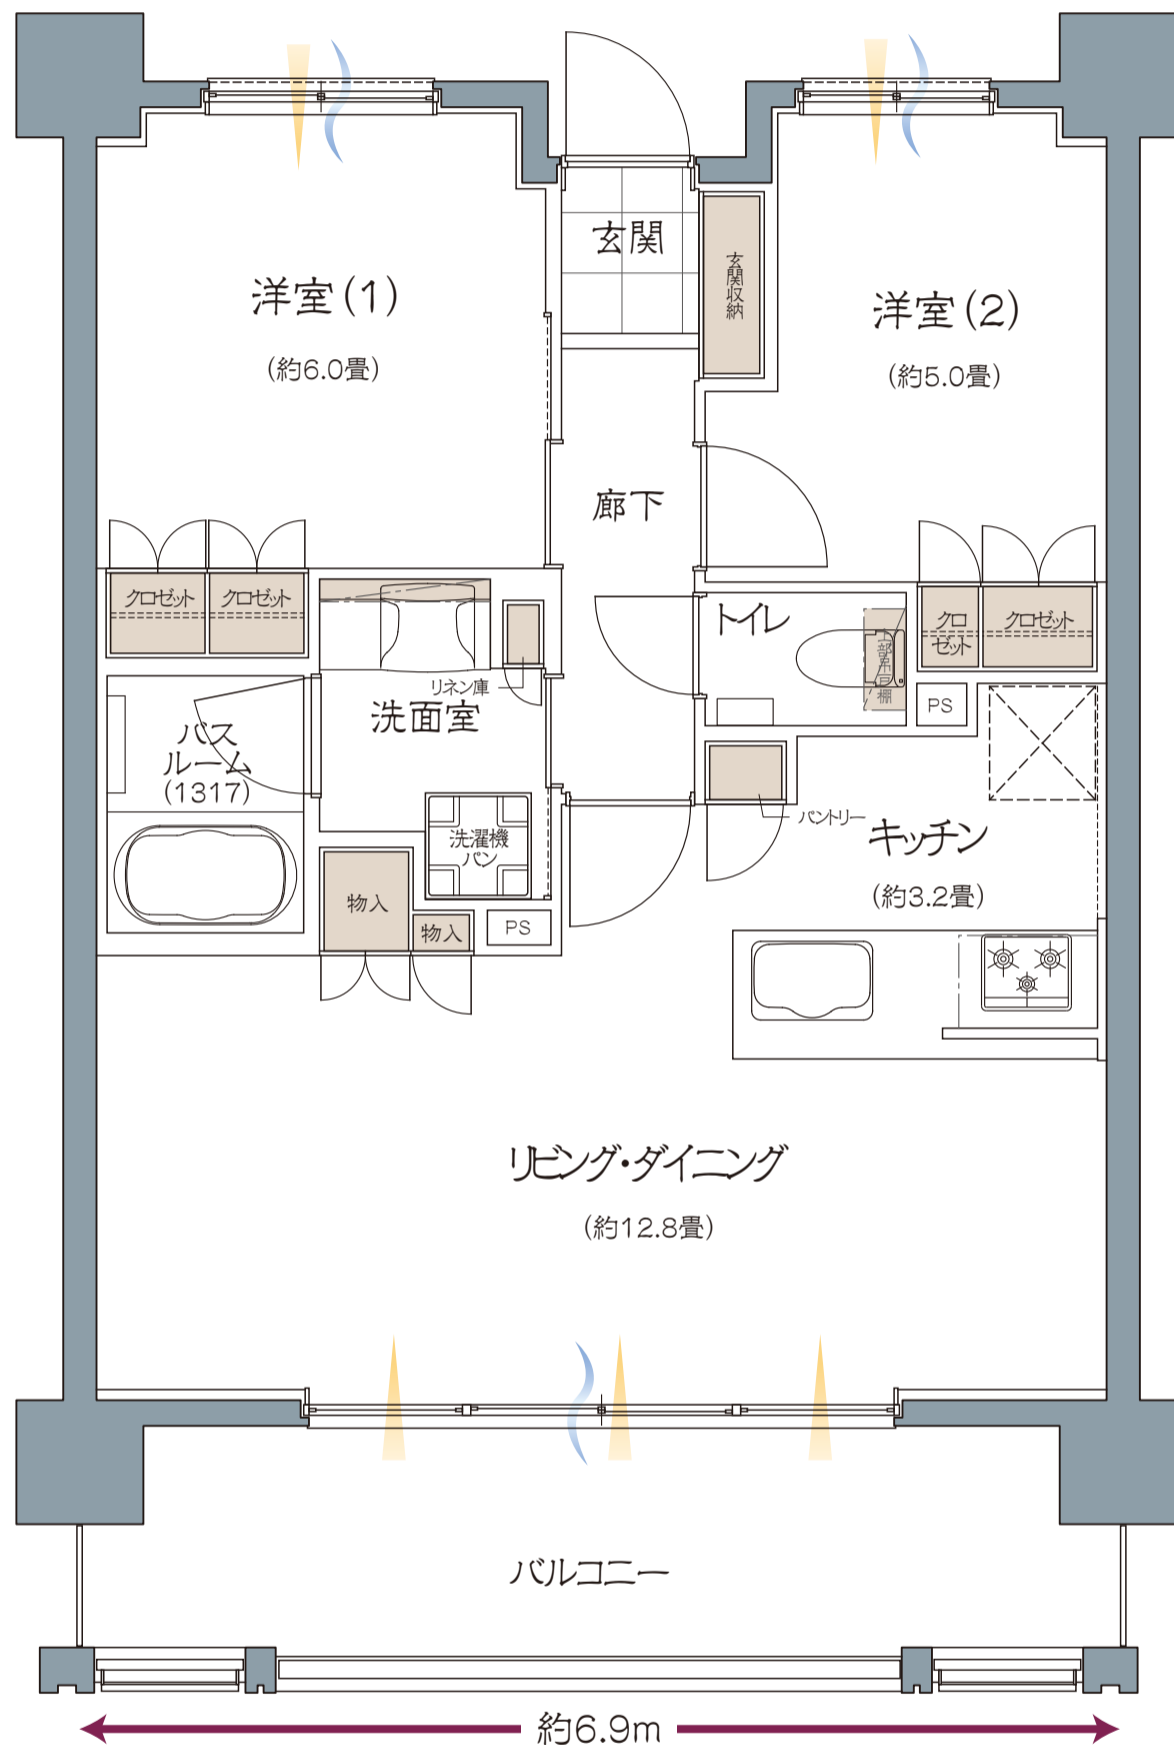 玄関
玄関収納
洋室(1)
(約6.0畳)
洋室(2)
(約5.0畳)
廊下
クロゼット
クロゼット
トイレ
上部吊戸棚
クロ
ゼット
クロゼット
リネン庫
洗面室
PS
バス
ルーム
(1317)
洗濯機
パン
パントリー
キッチン
(約3.2畳)
物入
物入
PS
リビング・ダイニング
(約12.8畳)
バルコニー
約6.9m